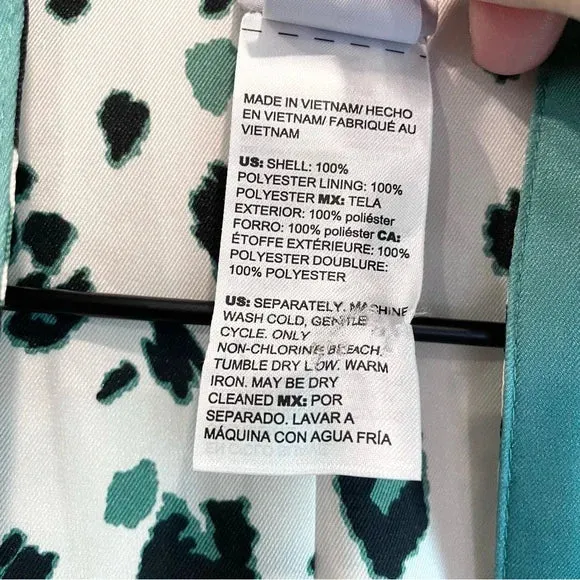 MADE IN VIETNAM/ HECHO
EN VIETNAM/ FABRIQUÉ AU
VIETNAM
US: SHELL: 100%
POLYESTER LINING: 100%
POLYESTER MX: TELA
EXTERIOR: 100% poliéster
FORRO: 100% poliéster CA:
ÉTOFFE EXTÉRIEURE: 100%
POLYESTER DOUBLURE:
100% POLYESTER
US: SEPARATELY. MACHINE
WASH COLD, GENTLE
CYCLE. ONLY
NON-CHLORINE BLEACH.
TUMBLE DRY LOW. WARM
IRON. MAY BE DRY
CLEANED MX: POR
SEPARADO. LAVAR A
MÁQUINA CON AGUA FRÍA